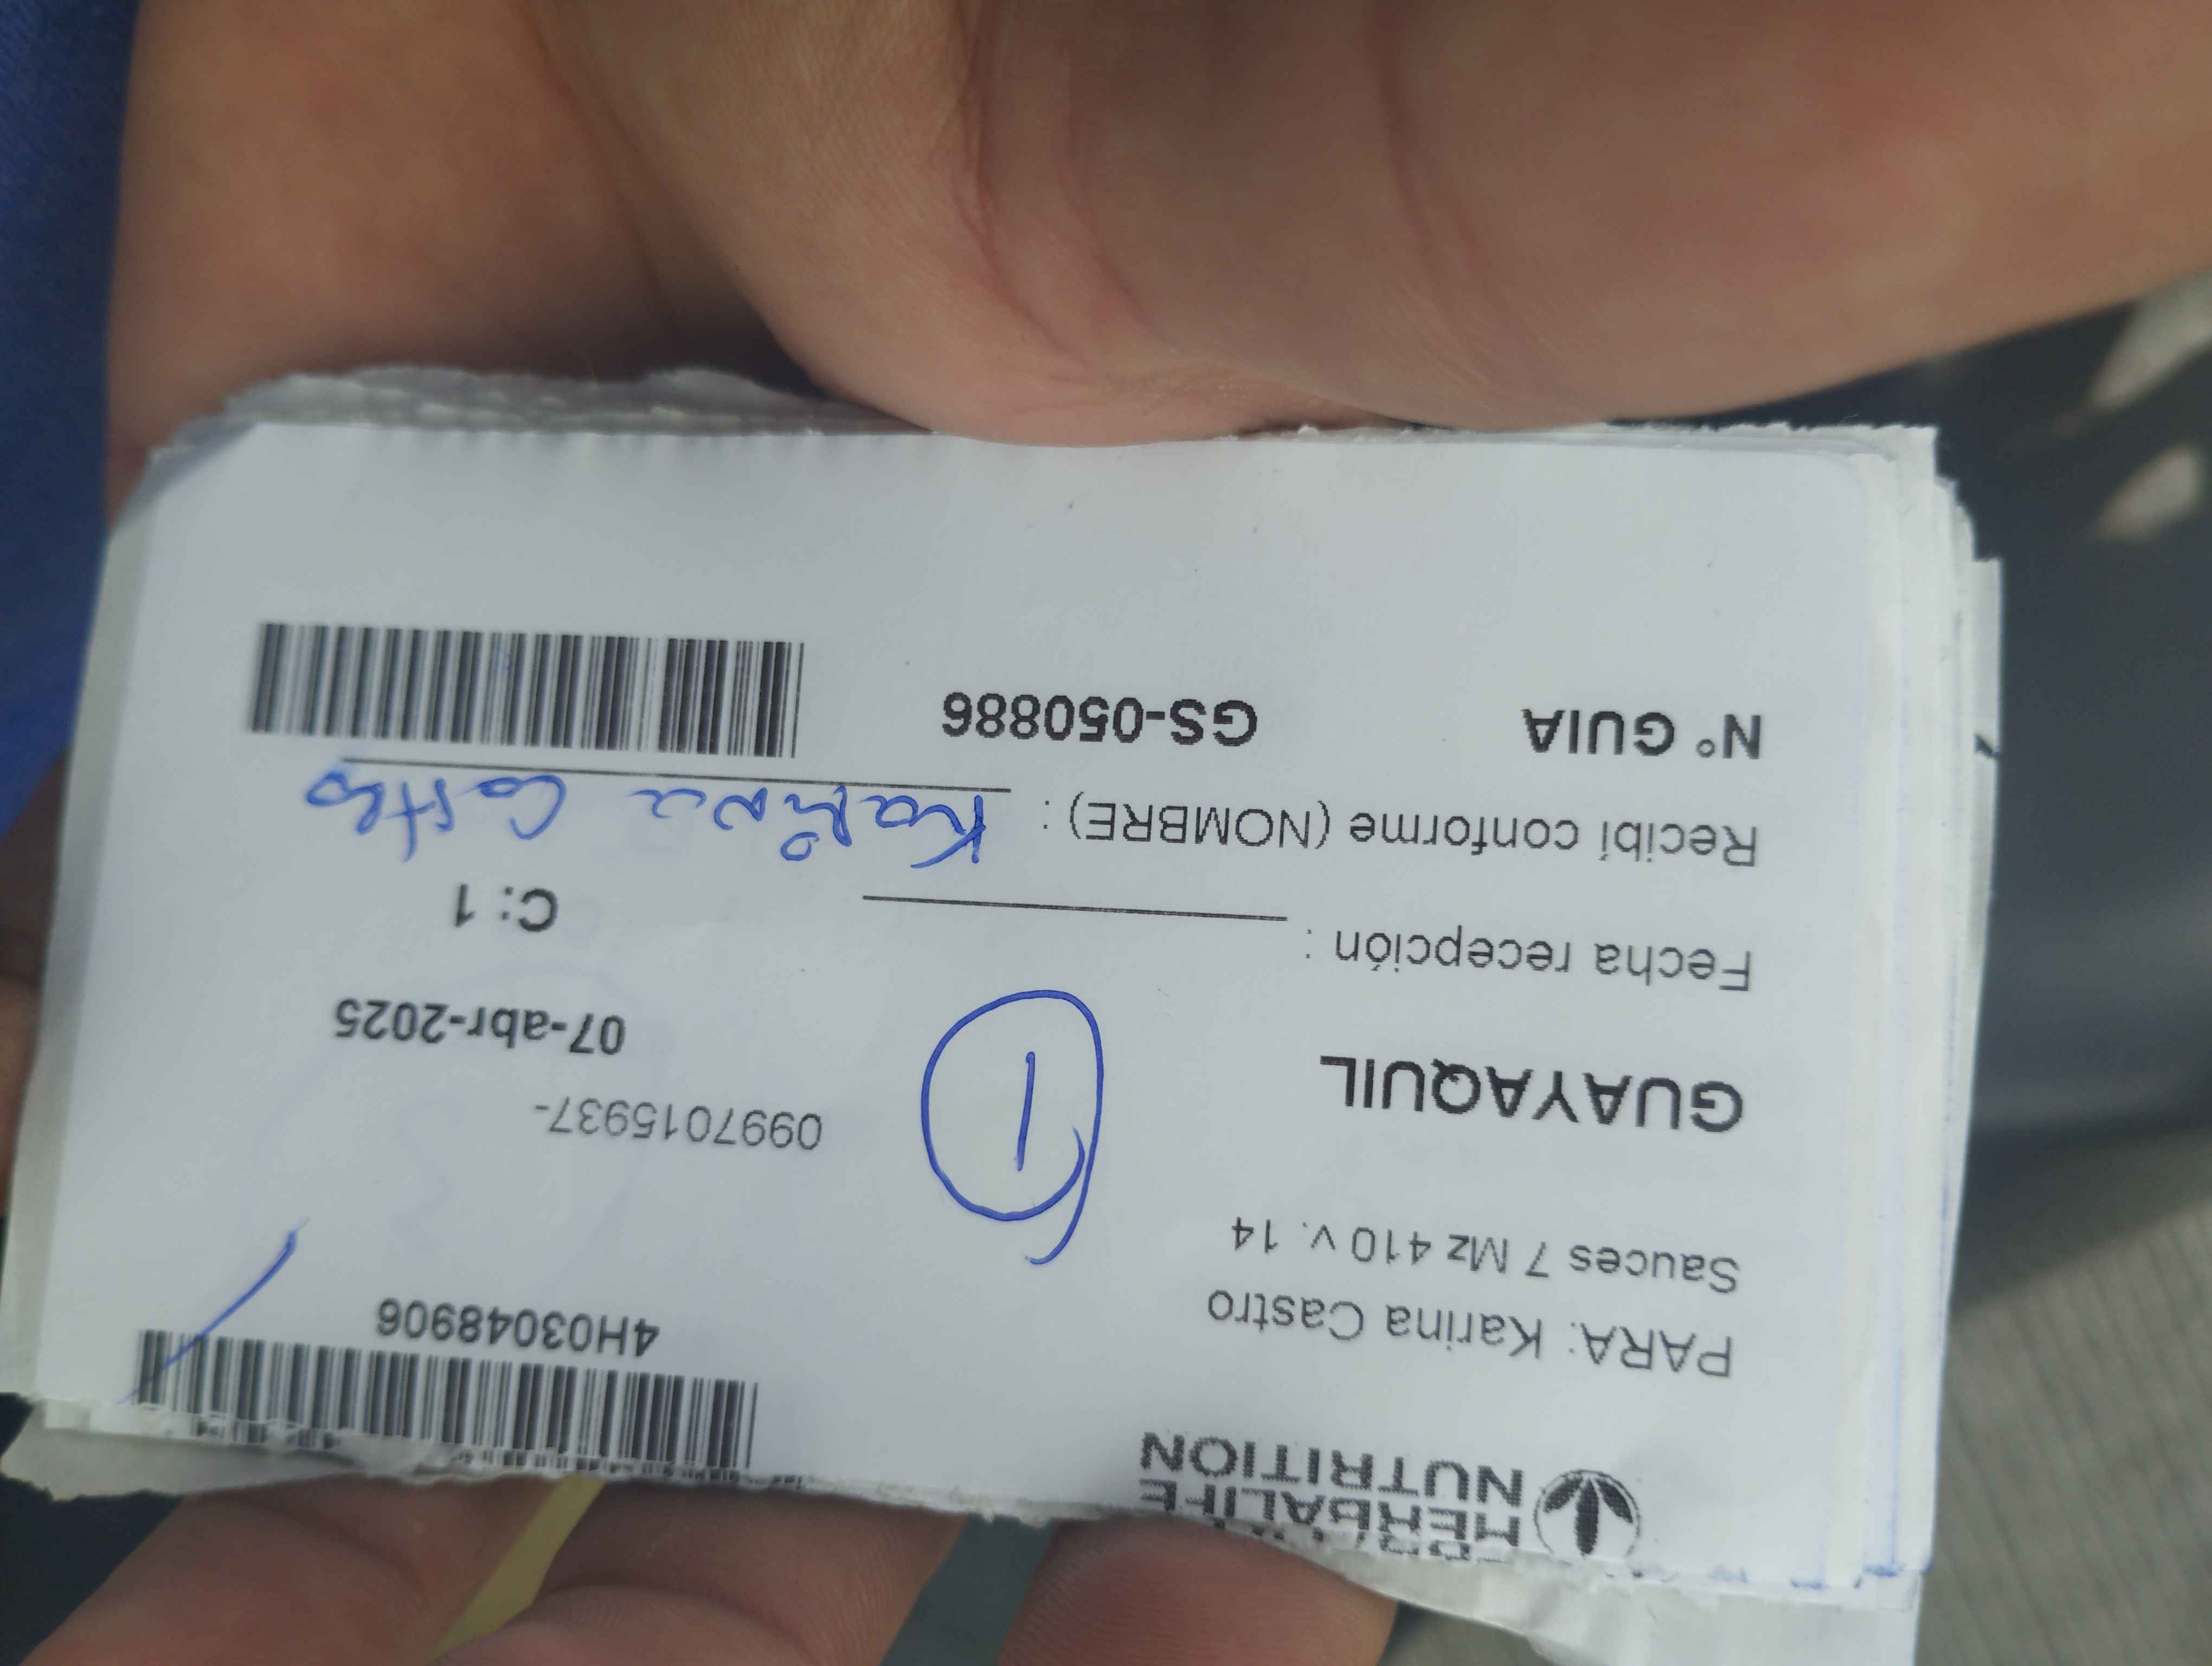 HERBALIFE
NUTRITION
4H03048906
PARA: Karina Castro
Sauces 7 Mz 410 v. 14
0997015937-
GUAYAQUIL
1
07-abr-2025
Fecha recepción :
C: 1
Recibí conforme (NOMBRE) : Karina Castro
N° GUIA GS-050886